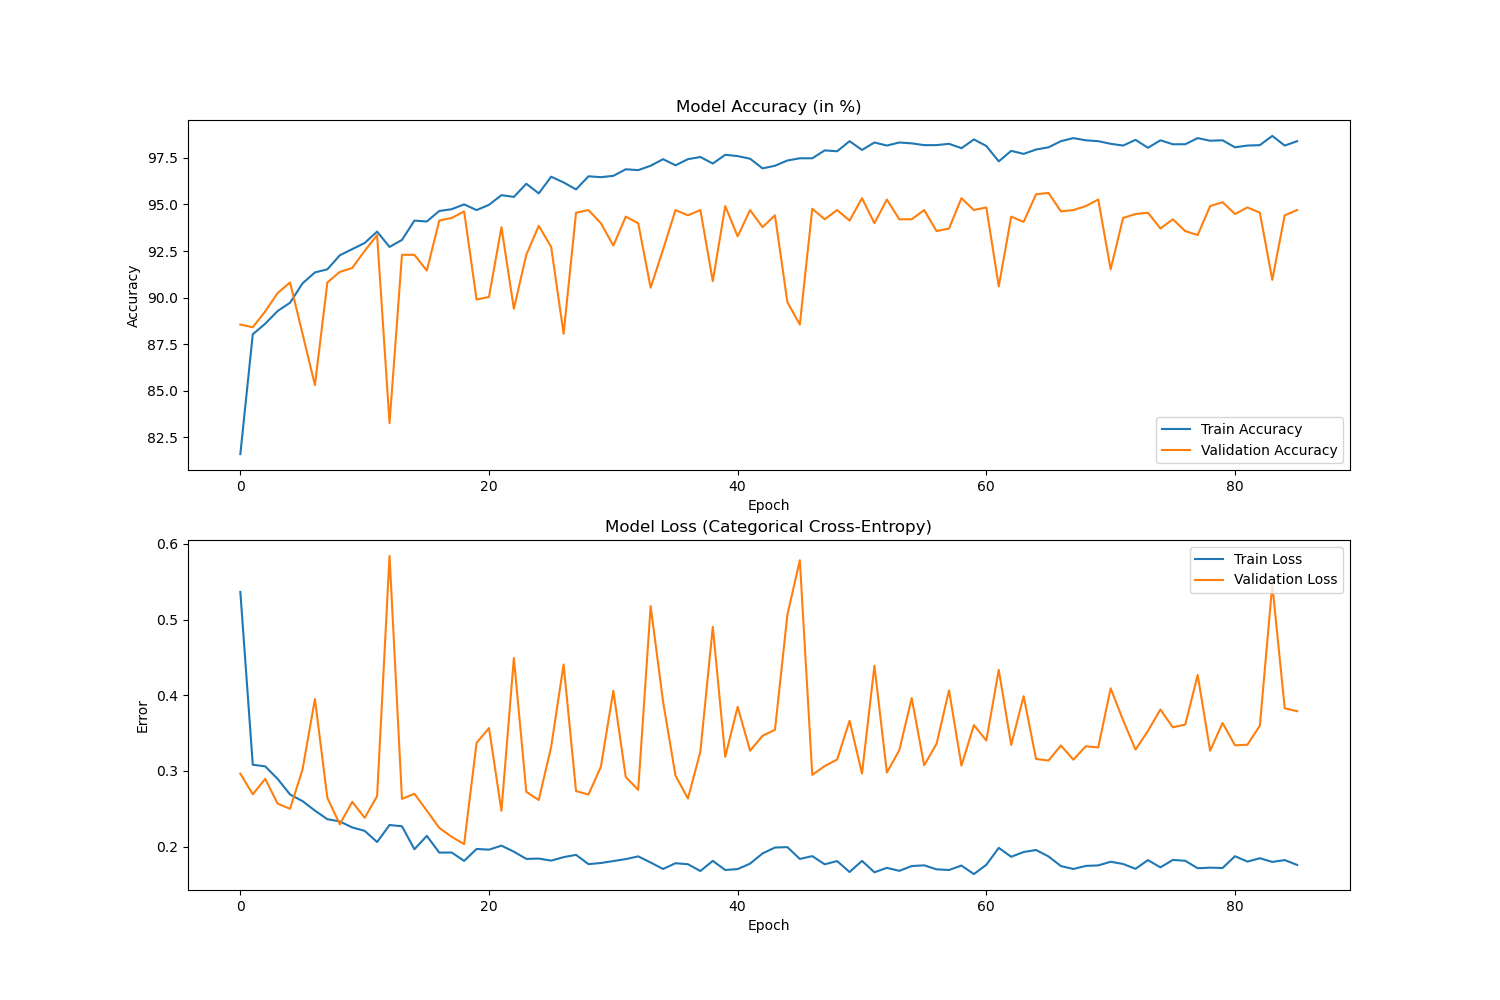 Model Accuracy (in %)
97.5
95.0
92.5
90.0
87.5
85.0
82.5
Accuracy
Train Accuracy
Validation Accuracy
0 20 40 60 80
Epoch
Model Loss (Categorical Cross-Entropy)
0.6
0.5
0.4
0.3
0.2
Error
Train Loss
Validation Loss
0 20 40 60 80
Epoch